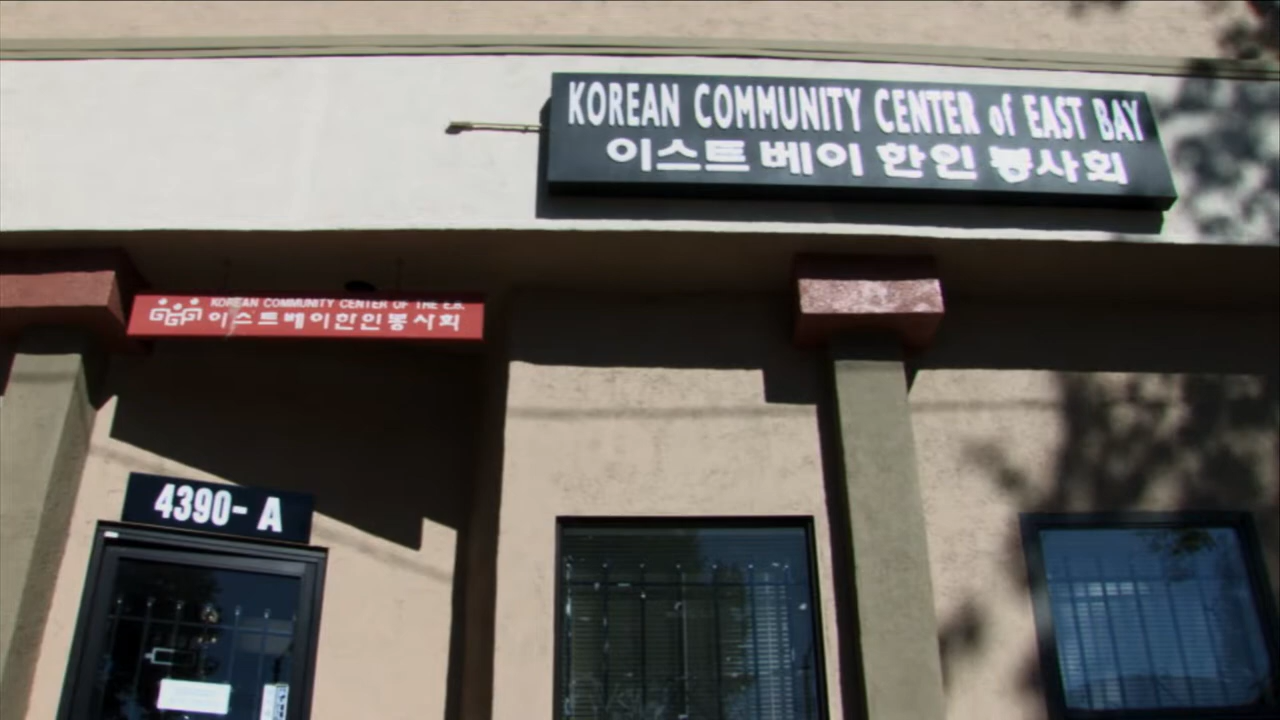 KOREAN COMMUNITY CENTER of EAST BAY
이스트 베이 한인 봉사회
KOREAN COMMUNITY CENTER OF THE E.B.
이스트베이한인봉사회
4390- A